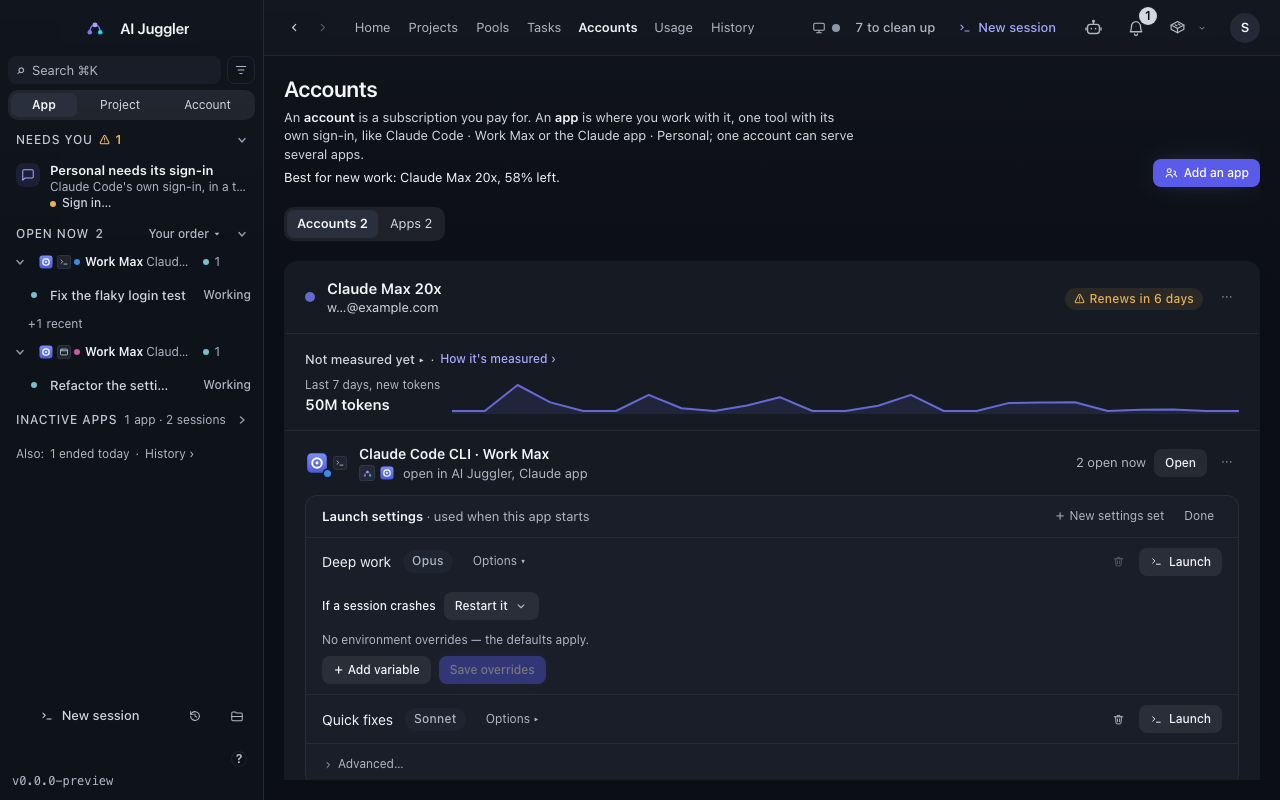 AI Juggler
Search ⌘K
App Project Account
NEEDS YOU 1
Personal needs its sign-in
Claude Code's own sign-in, in a t...
Sign in...
OPEN NOW 2 Your order
Work Max Claud... 1
Fix the flaky login test Working
+1 recent
Work Max Claud... 1
Refactor the setti... Working
INACTIVE APPS 1 app · 2 sessions
Also: 1 ended today · History ›
New session
?
v0.0.0-preview
Home Projects Pools Tasks Accounts Usage History
7 to clean up
New session
1
S
Accounts
An account is a subscription you pay for. An app is where you work with it, one tool with its
own sign-in, like Claude Code · Work Max or the Claude app · Personal; one account can serve
several apps.
Best for new work: Claude Max 20x, 58% left.
Add an app
Accounts 2 Apps 2
Claude Max 20x
w...@example.com
Renews in 6 days
Not measured yet · How it's measured ›
Last 7 days, new tokens
50M tokens
Claude Code CLI · Work Max
open in AI Juggler, Claude app
2 open now Open
Launch settings · used when this app starts
+ New settings set Done
Deep work Opus Options
Launch
If a session crashes Restart it
No environment overrides — the defaults apply.
+ Add variable Save overrides
Quick fixes Sonnet Options
Launch
Advanced...